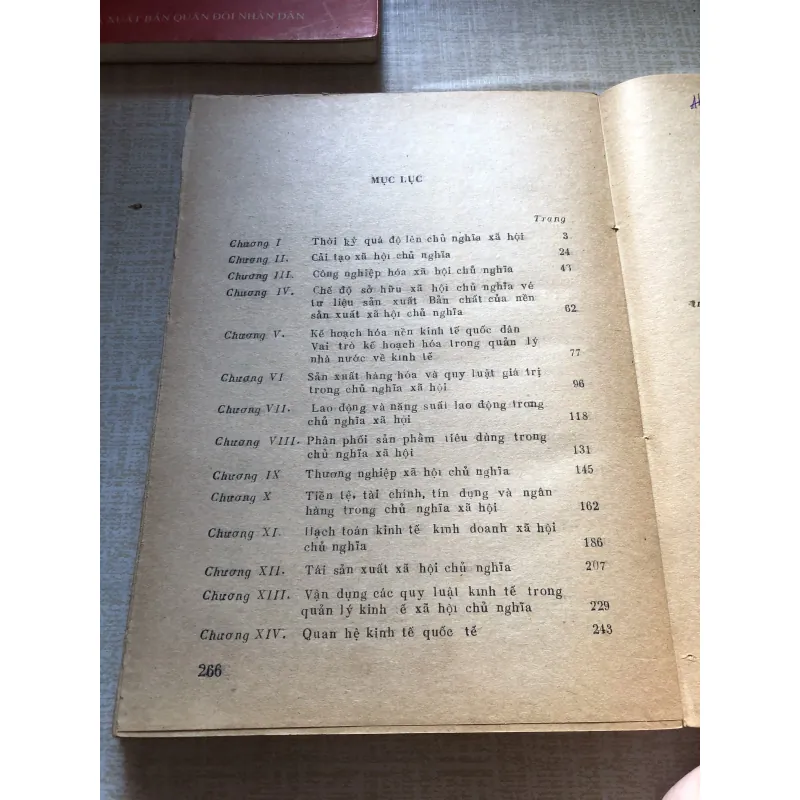 XUẤT BẢN QUÂN ĐỘI NHÂN DÂN
MỤC LỤC
Trang
Chương I Thời kỳ quá độ lên chủ nghĩa xã hội 3
Chương II. Cải tạo xã hội chủ nghĩa 24
Chương III. Công nghiệp hóa xã hội chủ nghĩa 43
Chương IV. Chế độ sở hữu xã hội chủ nghĩa về
tư liệu sản xuất Bản chất của nền
sản xuất xã hội chủ nghĩa 62
Chương V. Kế hoạch hóa nền kinh tế quốc dân
Vai trò kế hoạch hóa trong quản lý
nhà nước về kinh tế 77
Chương VI Sản xuất hàng hóa và quy luật giá trị
trong chủ nghĩa xã hội 96
Chương VII. Lao động và năng suất lao động trong
chủ nghĩa xã hội 118
Chương VIII. Phân phối sản phẩm tiêu dùng trong
chủ nghĩa xã hội 131
Chương IX Thương nghiệp xã hội chủ nghĩa 145
Chương X Tiền tệ, tài chính, tín dụng và ngân
hàng trong chủ nghĩa xã hội 162
Chương XI. Hạch toán kinh tế kinh doanh xã hội
chủ nghĩa 186
Chương XII. Tái sản xuất xã hội chủ nghĩa 207
Chương XIII. Vận dụng các quy luật kinh tế trong
quản lý kinh ế xã hội chủ nghĩa 229
Chương XIV. Quan hệ kinh tế quốc tế 243
266